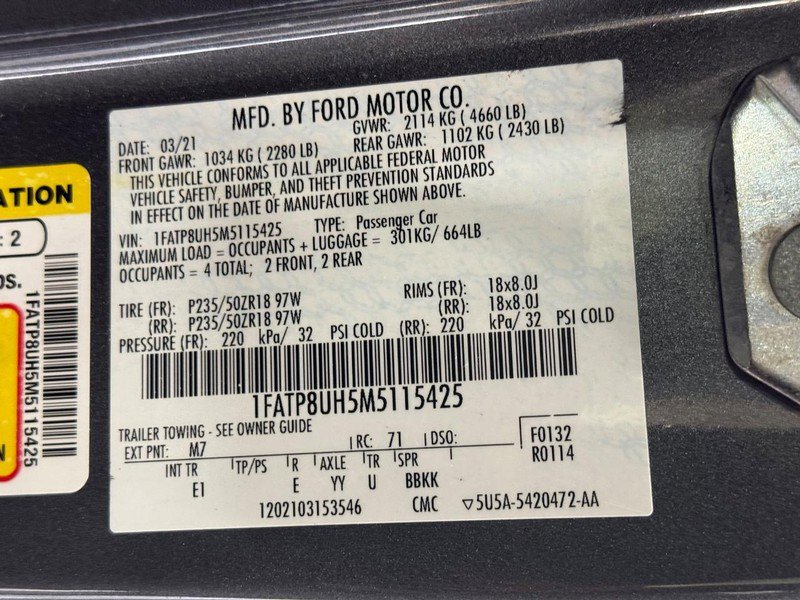 MFD. BY FORD MOTOR CO.
DATE: 03/21 GVWR: 2114 KG ( 4660 LB)
FRONT GAWR: 1034 KG ( 2280 LB) REAR GAWR: 1102 KG ( 2430 LB)
THIS VEHICLE CONFORMS TO ALL APPLICABLE FEDERAL MOTOR
VEHICLE SAFETY, BUMPER, AND THEFT PREVENTION STANDARDS
IN EFFECT ON THE DATE OF MANUFACTURE SHOWN ABOVE.
VIN: 1FATP8UH5M5115425 TYPE: Passenger Car
MAXIMUM LOAD = OCCUPANTS + LUGGAGE = 301KG/ 664LB
OCCUPANTS = 4 TOTAL; 2 FRONT, 2 REAR
TIRE (FR): P235/50ZR18 97W RIMS (FR): 18x8.0J
(RR): P235/50ZR18 97W (RR): 18x8.0J
PRESSURE (FR): 220 kPa/ 32 PSI COLD (RR): 220 kPa/ 32 PSI COLD
1FATP8UH5M5115425
TRAILER TOWING - SEE OWNER GUIDE
EXT PNT: M7 RC: 71 DSO: F0132
R0114
INT TR TP/PS R AXLE TR SPR
E1 E YY U BBKK
1202103153546 CMC ▽5U5A-5420472-AA
ATION
: 2
1FATP8UH5M5115425